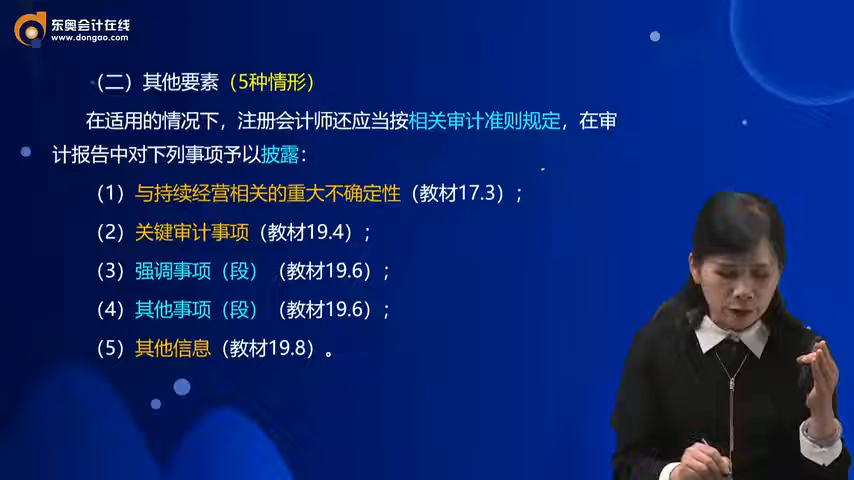 东奥会计在线
www.dongao.com
（二）其他要素（5种情形）
在适用的情况下，注册会计师还应当按相关审计准则规定，在审
计报告中对下列事项予以披露：
（1）与持续经营相关的重大不确定性（教材17.3）；
（2）关键审计事项（教材19.4）；
（3）强调事项（段）（教材19.6）；
（4）其他事项（段）（教材19.6）；
（5）其他信息（教材19.8）。